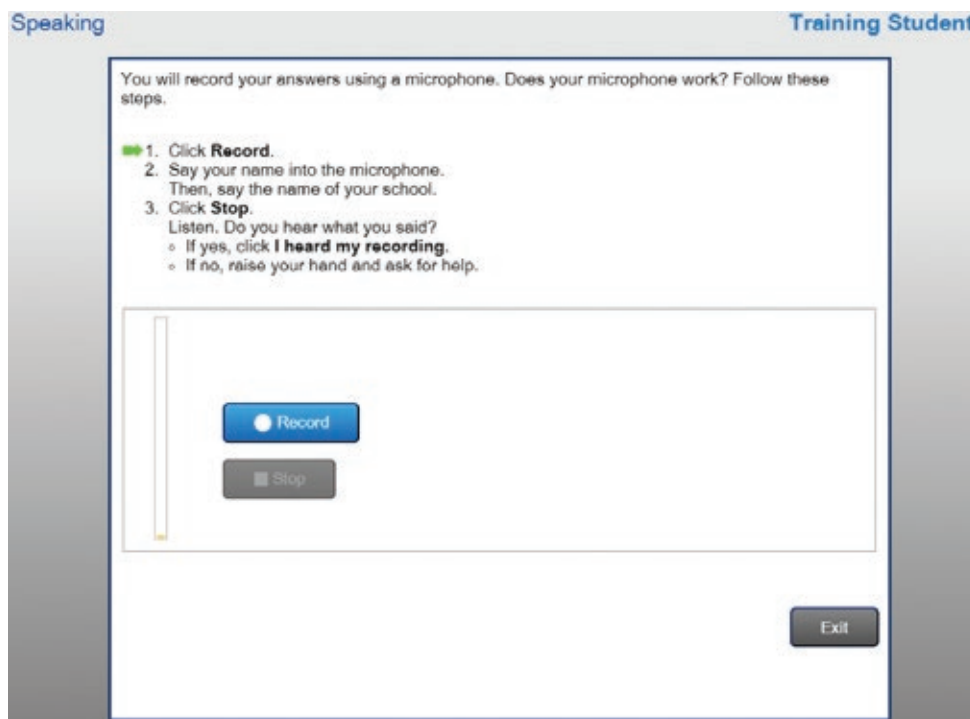 Speaking
Training Student
You will record your answers using a microphone. Does your microphone work? Follow these
steps.
1. Click Record.
2. Say your name into the microphone.
Then, say the name of your school.
3. Click Stop.
Listen. Do you hear what you said?
◦ If yes, click I heard my recording.
◦ If no, raise your hand and ask for help.
Record
Stop
Exit